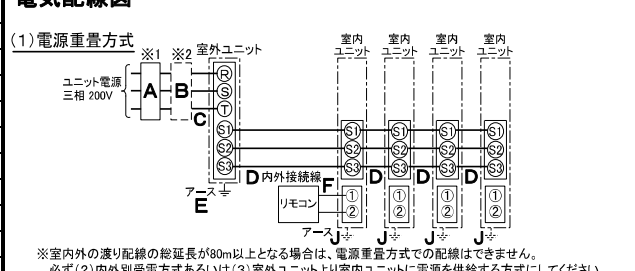 電気配線図
(1)電源重畳方式
※1 ※2 室外ユニット
室内ユニット 室内ユニット 室内ユニット 室内ユニット
ユニット電源
三相 200V
A B C
R
S
T
S1 S1 S1 S1 S1
S2 S2 S2 S2 S2
S3 S3 S3 S3 S3
D 内外接続線 F D D D
アース
E
リモコン
① ① ① ①
② ② ② ②
アース J J J J
※室内外の渡り配線の総延長が80m以上となる場合は、電源重畳方式での配線はできません。
必ず(2)内外別受電方式あるいは(3)室外ユニットより室内ユニットに電源を供給する方式にしてください